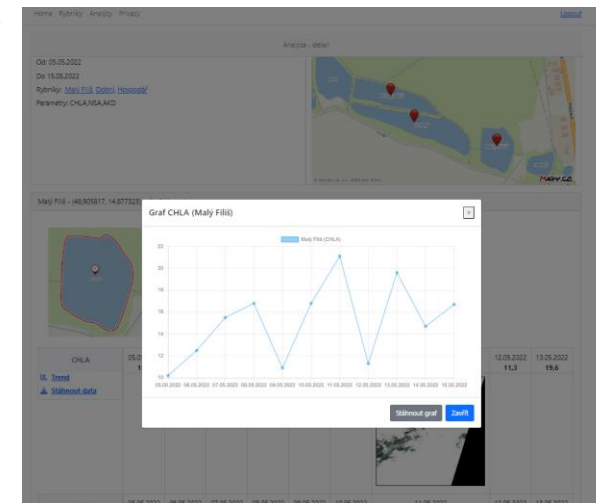 Home Rybníky Analýzy Privacy
Logout
Analýza - detail
Od: 05.05.2022
Do 15.05.2022
Rybníky: Malý Filiš, Dobrý, Hospodář
Parametry: CHLA,NSA,AKO
Mapy.cz
Malý Filiš - (48,905817, 14,877323)
Graf CHLA (Malý Filiš)
x
Malý Filiš (CHLA)
22
20
18
16
14
12
10
05.05.2022 06.05.2022 07.05.2022 08.05.2022 09.05.2022 10.05.2022 11.05.2022 12.05.2022 13.05.2022 14.05.2022 15.05.2022
Stáhnout graf Zavřít
CHLA
12.05.2022 13.05.2022
11,3 19,6
Trend
Stáhnout data